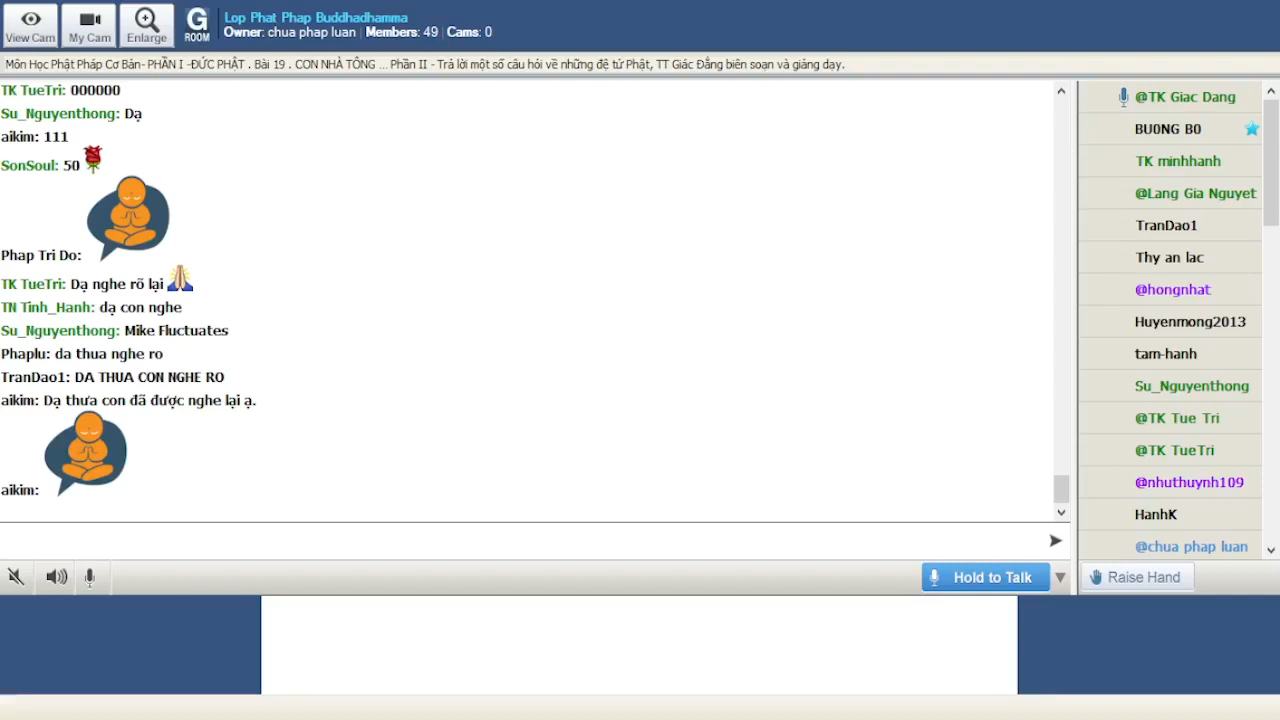 View Cam
My Cam
Enlarge
G
ROOM
Lop Phat Phap Buddhadhamma
Owner: chua phap luan | Members: 49 | Cams: 0
Môn Học Phật Pháp Cơ Bản- PHẦN I -ĐỨC PHẬT . Bài 19 . CON NHÀ TÔNG ... Phần II - Trả lời một số câu hỏi về những đệ tử Phật, TT Giác Đẳng biên soạn và giảng dạy.
TK TueTri: 000000
Su_Nguyenthong: Dạ
aikim: 111
SonSoul: 50
Phap Tri Do:
TK TueTri: Dạ nghe rõ lại
TN Tinh_Hanh: dạ con nghe
Su_Nguyenthong: Mike Fluctuates
Phaplu: da thua nghe ro
TranDao1: DA THUA CON NGHE RO
aikim: Dạ thưa con đã được nghe lại ạ.
aikim:
@TK Giac Dang
BU0NG B0
TK minhhanh
@Lang Gia Nguyet
TranDao1
Thy an lac
@hongnhat
Huyenmong2013
tam-hanh
Su_Nguyenthong
@TK Tue Tri
@TK TueTri
@nhuthuynh109
HanhK
@chua phap luan
Hold to Talk
Raise Hand